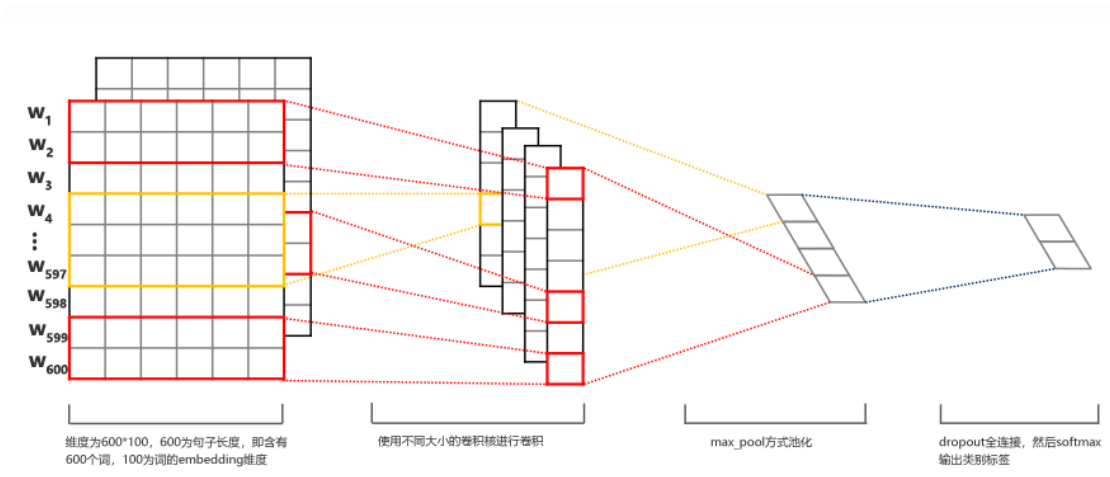 w1
w2
w3
w4
⋮
w597
w598
w599
w600
维度为600*100，600为句子长度，即含有
600个词，100为词的embedding维度
使用不同大小的卷积核进行卷积
max_pool方式池化
dropout全连接，然后softmax
输出类别标签